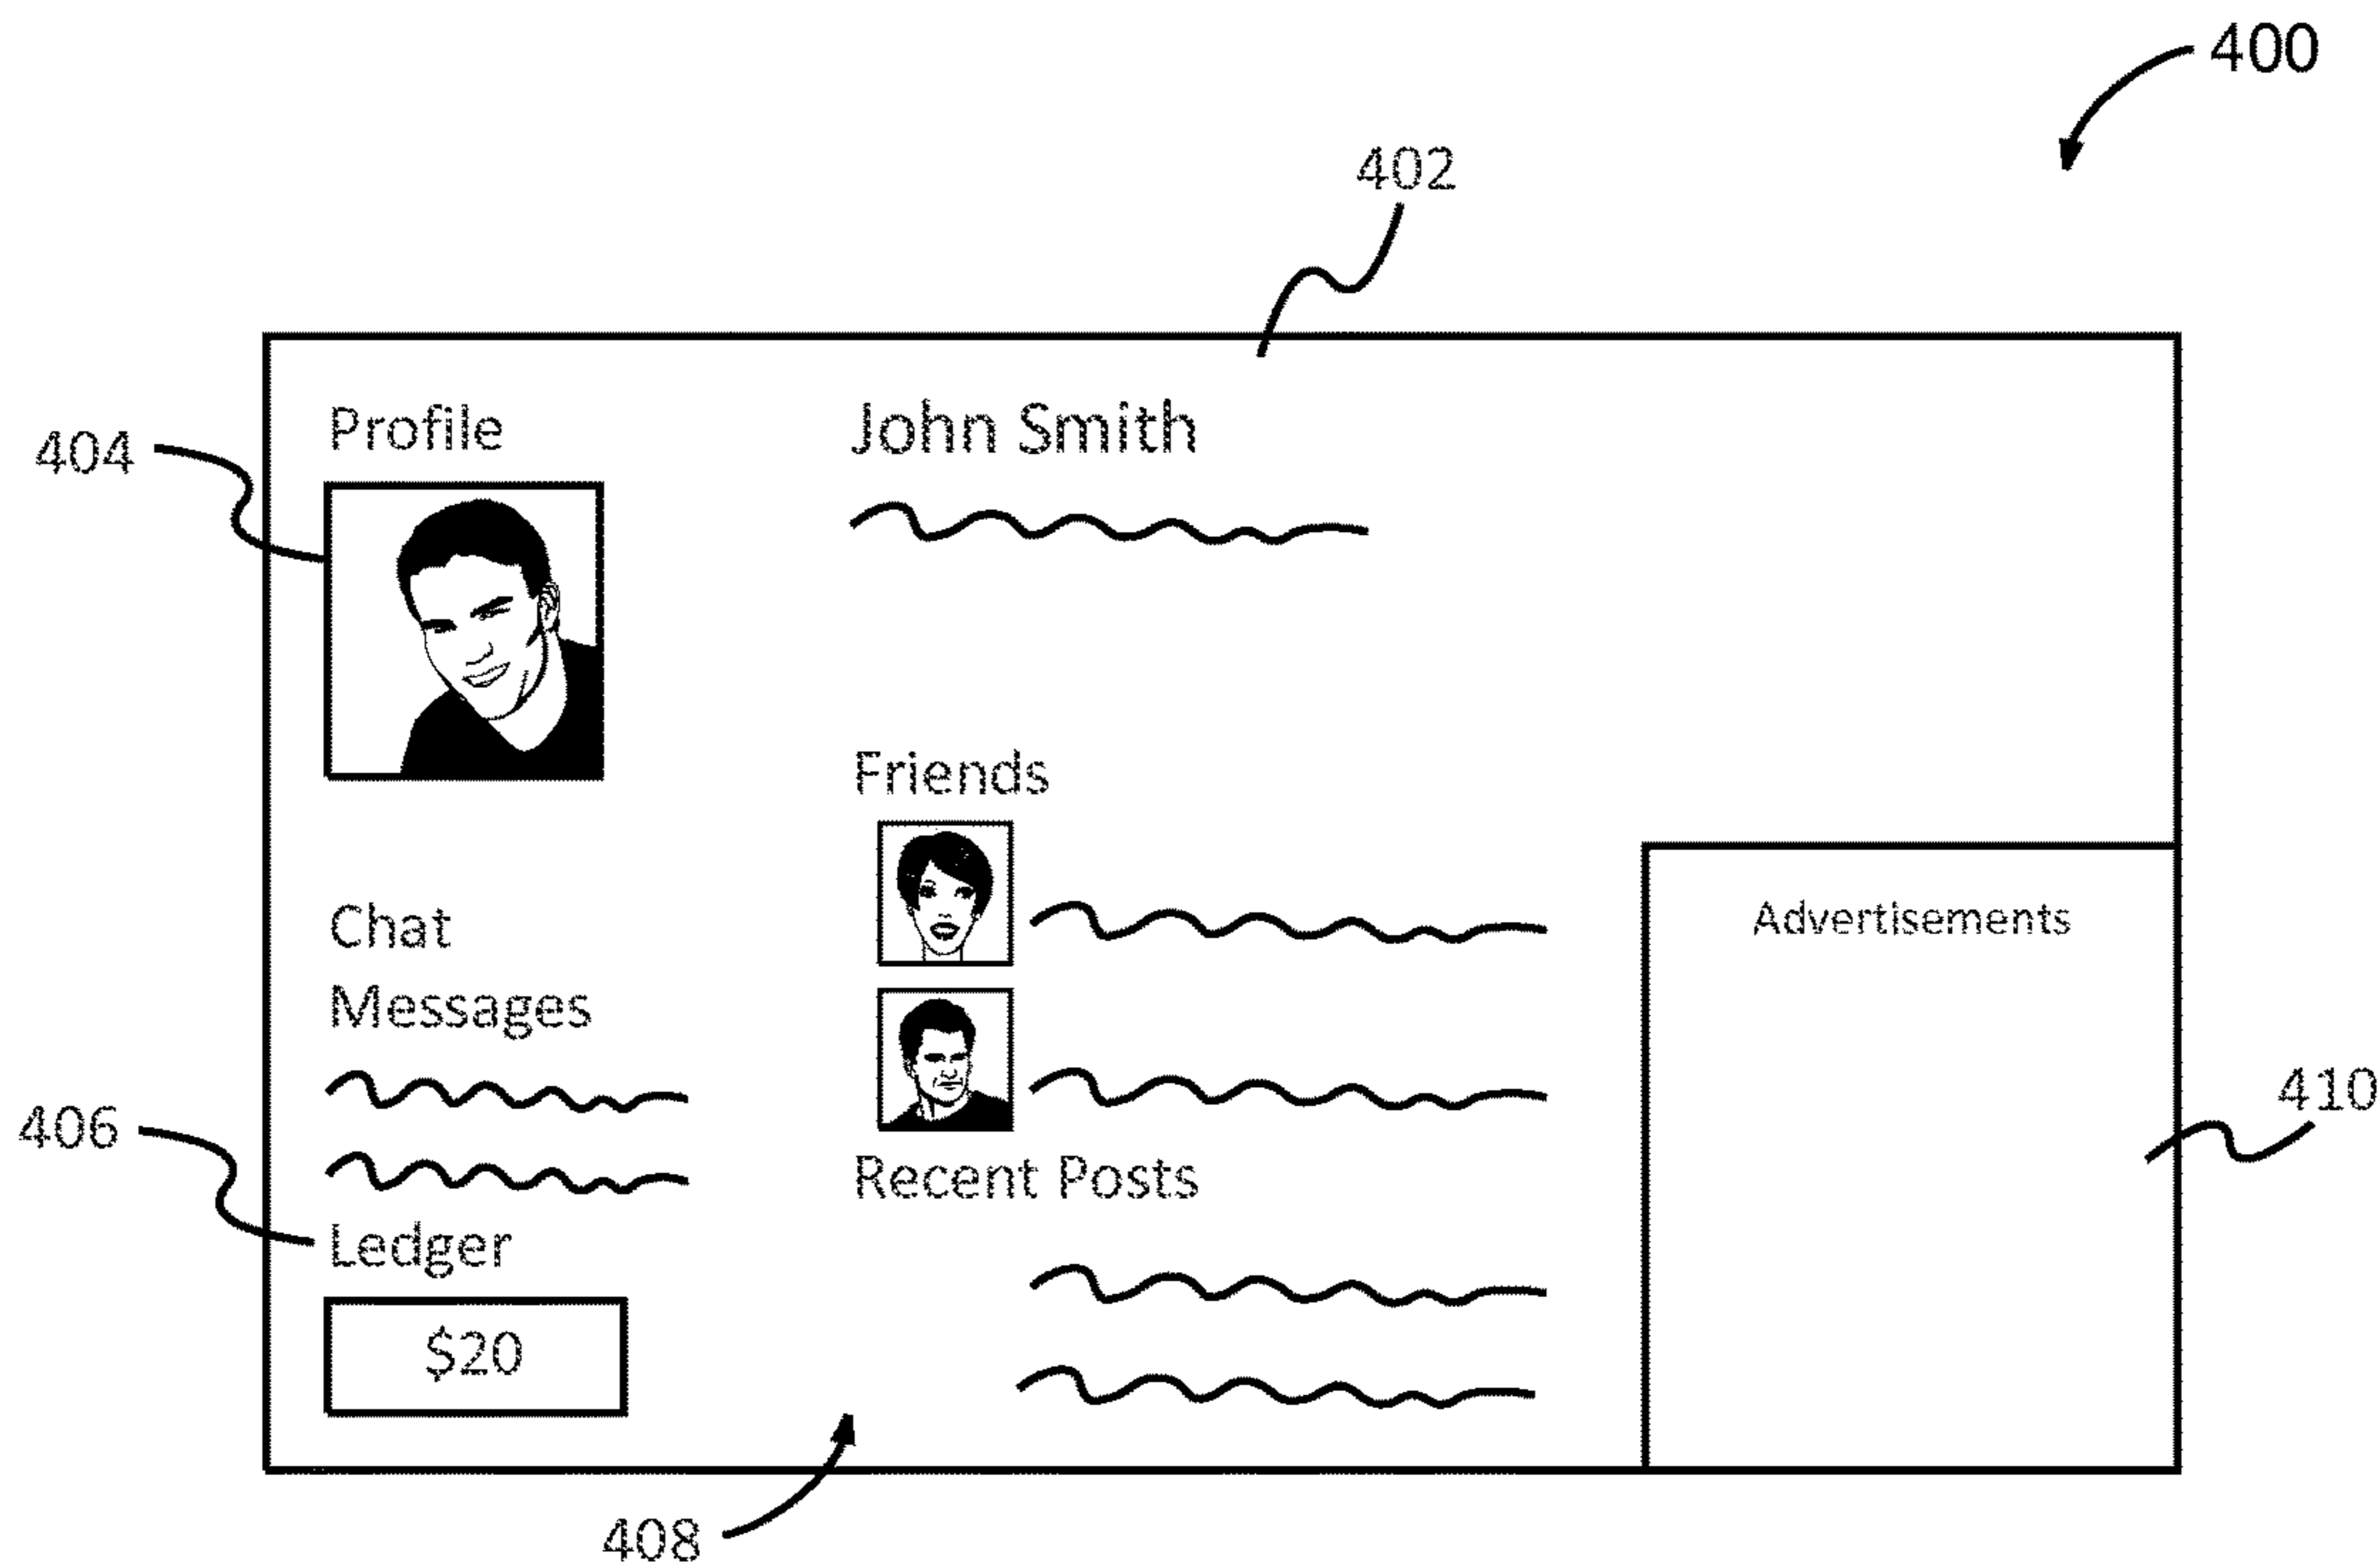 400
402
404
Profile
John Smith
Friends
Chat
Messages
Advertisements
410
406
Recent Posts
Ledger
$20
408